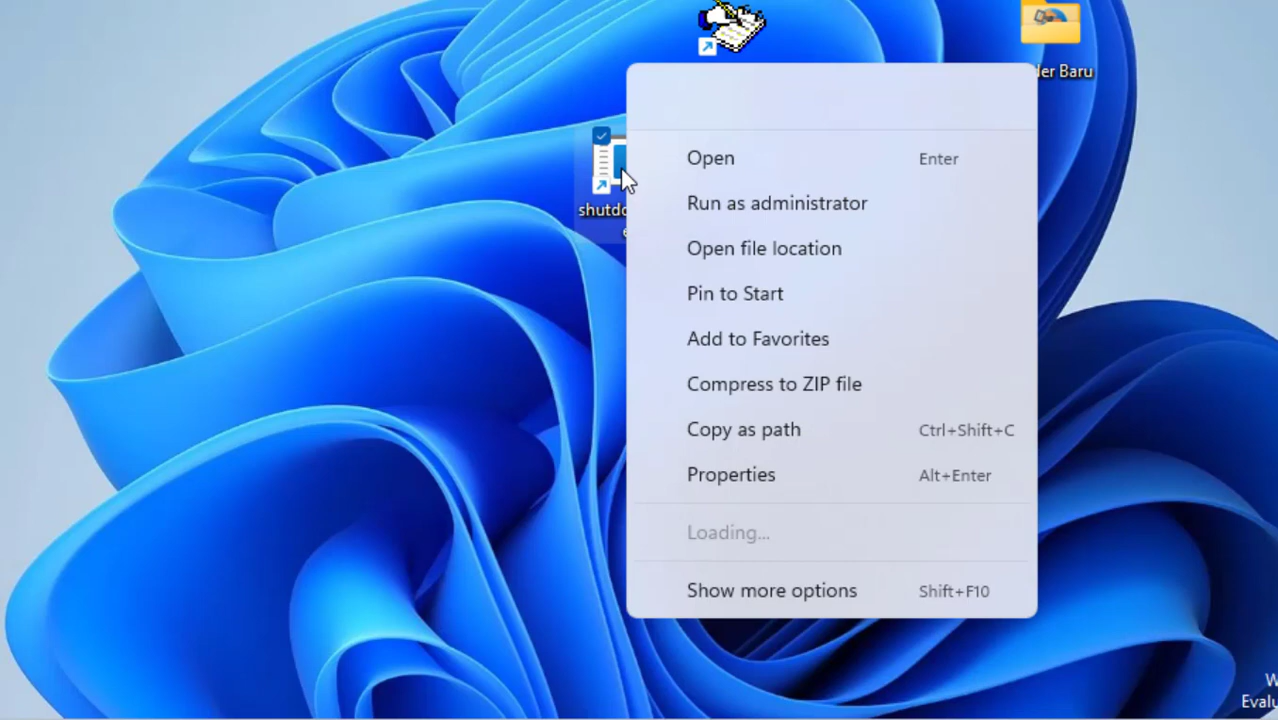 der Baru
Open Enter
Run as administrator
shutdo
e
Open file location
Pin to Start
Add to Favorites
Compress to ZIP file
Copy as path Ctrl+Shift+C
Properties Alt+Enter
Loading...
Show more options Shift+F10
W
Evalu